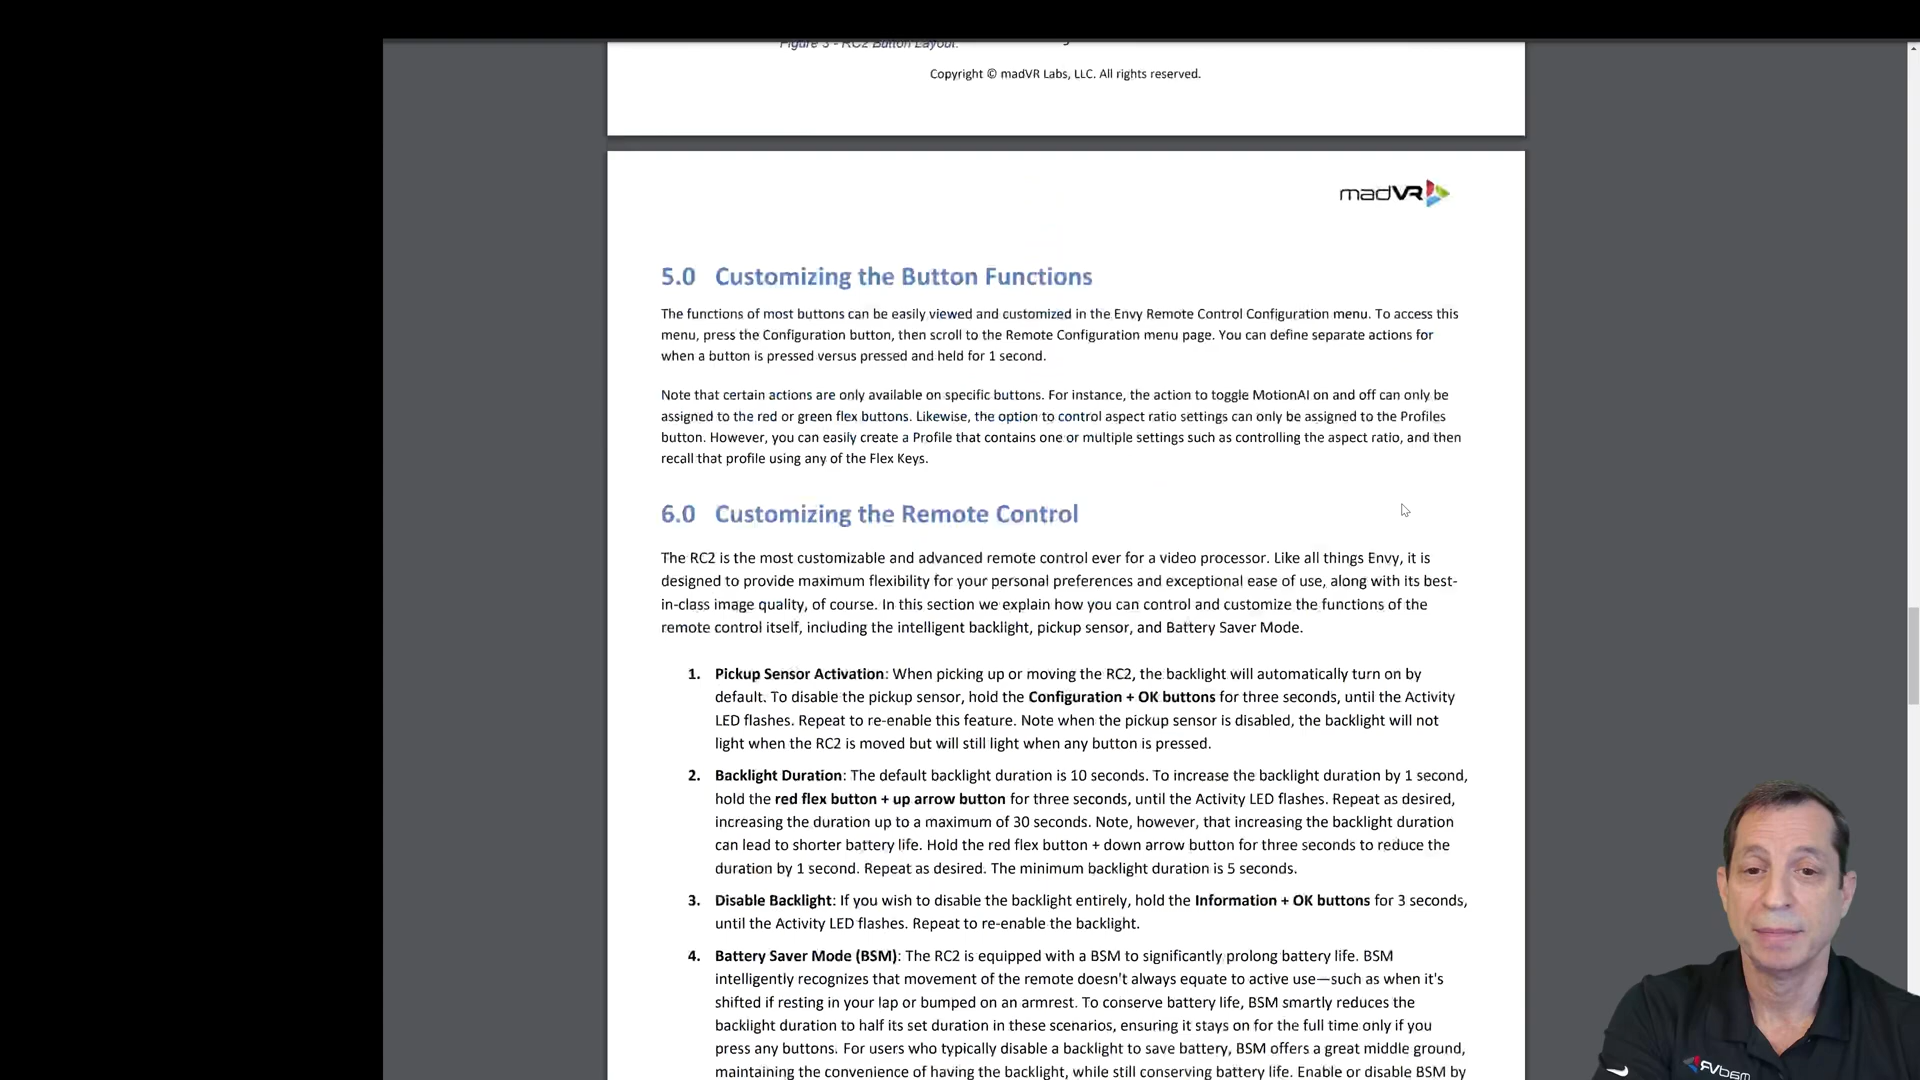 Figure 3 - RC2 Button Layout.
Copyright © madVR Labs, LLC. All rights reserved.
madVR
5.0 Customizing the Button Functions
The functions of most buttons can be easily viewed and customized in the Envy Remote Control Configuration menu. To access this
menu, press the Configuration button, then scroll to the Remote Configuration menu page. You can define separate actions for
when a button is pressed versus pressed and held for 1 second.
Note that certain actions are only available on specific buttons. For instance, the action to toggle MotionAI on and off can only be
assigned to the red or green flex buttons. Likewise, the option to control aspect ratio settings can only be assigned to the Profiles
button. However, you can easily create a Profile that contains one or multiple settings such as controlling the aspect ratio, and then
recall that profile using any of the Flex Keys.
6.0 Customizing the Remote Control
The RC2 is the most customizable and advanced remote control ever for a video processor. Like all things Envy, it is
designed to provide maximum flexibility for your personal preferences and exceptional ease of use, along with its best-
in-class image quality, of course. In this section we explain how you can control and customize the functions of the
remote control itself, including the intelligent backlight, pickup sensor, and Battery Saver Mode.
1. Pickup Sensor Activation: When picking up or moving the RC2, the backlight will automatically turn on by
default. To disable the pickup sensor, hold the Configuration + OK buttons for three seconds, until the Activity
LED flashes. Repeat to re-enable this feature. Note when the pickup sensor is disabled, the backlight will not
light when the RC2 is moved but will still light when any button is pressed.
2. Backlight Duration: The default backlight duration is 10 seconds. To increase the backlight duration by 1 second,
hold the red flex button + up arrow button for three seconds, until the Activity LED flashes. Repeat as desired,
increasing the duration up to a maximum of 30 seconds. Note, however, that increasing the backlight duration
can lead to shorter battery life. Hold the red flex button + down arrow button for three seconds to reduce the
duration by 1 second. Repeat as desired. The minimum backlight duration is 5 seconds.
3. Disable Backlight: If you wish to disable the backlight entirely, hold the Information + OK buttons for 3 seconds,
until the Activity LED flashes. Repeat to re-enable the backlight.
4. Battery Saver Mode (BSM): The RC2 is equipped with a BSM to significantly prolong battery life. BSM
intelligently recognizes that movement of the remote doesn't always equate to active use—such as when it's
shifted if resting in your lap or bumped on an armrest. To conserve battery life, BSM smartly reduces the
backlight duration to half its set duration in these scenarios, ensuring it stays on for the full time only if you
press any buttons. For users who typically disable a backlight to save battery, BSM offers a great middle ground,
maintaining the convenience of having the backlight, while still conserving battery life. Enable or disable BSM by
madVR